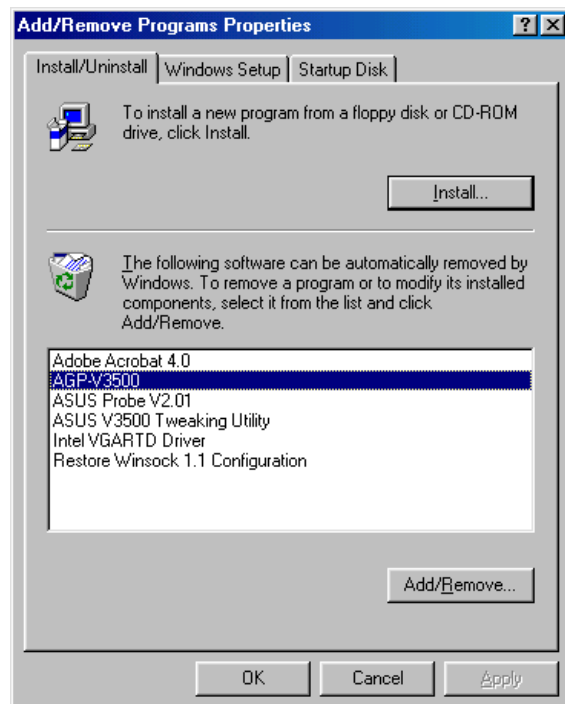 Add/Remove Programs Properties
Install/Uninstall Windows Setup Startup Disk
To install a new program from a floppy disk or CD-ROM
drive, click Install.
Install...
The following software can be automatically removed by
Windows. To remove a program or to modify its installed
components, select it from the list and click
Add/Remove.
Adobe Acrobat 4.0
AGP-V3500
ASUS Probe V2.01
ASUS V3500 Tweaking Utility
Intel VGARTD Driver
Restore Winsock 1.1 Configuration
Add/Remove...
OK Cancel Apply